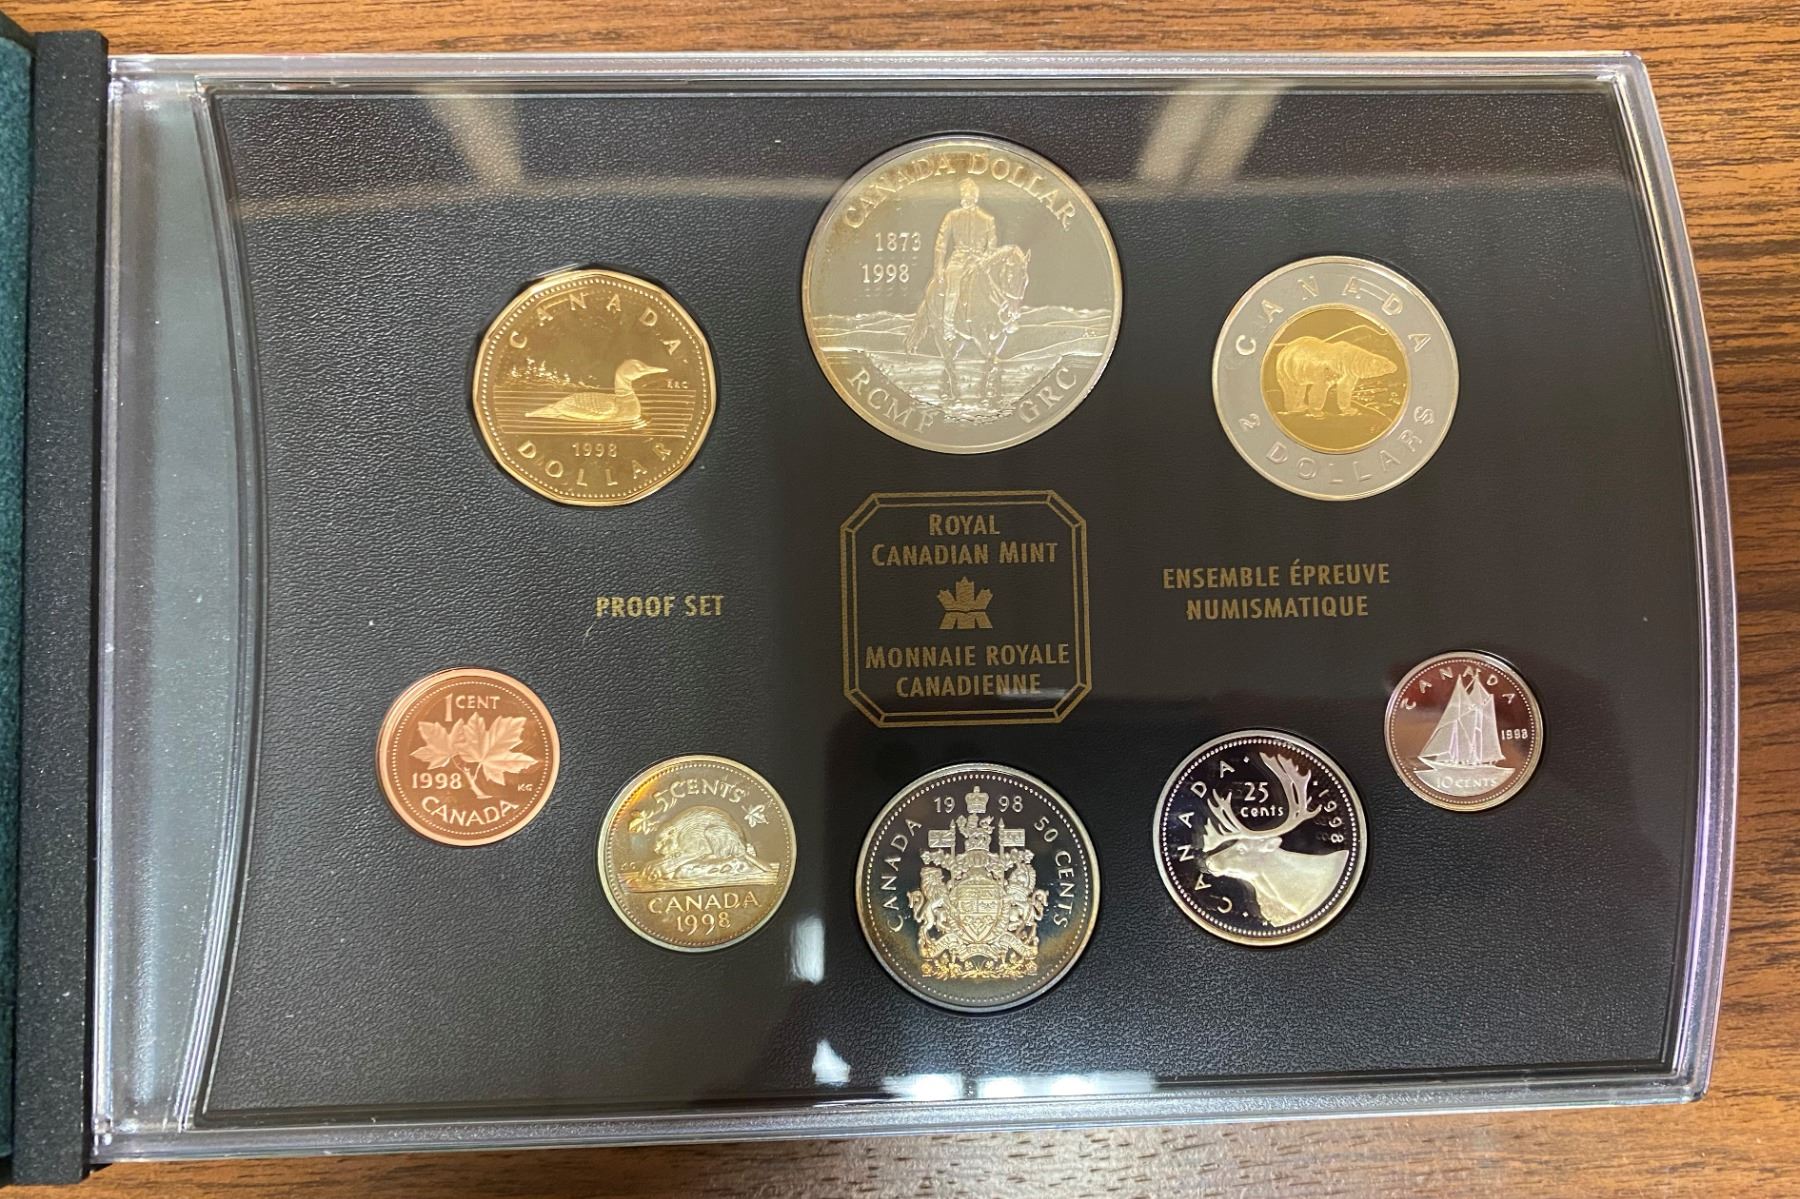 CANADA DOLLAR
1873
1998
RCMP GRC
CANADA
1998
DOLLAR
CANADA
2 DOLLARS
ROYAL
CANADIAN MINT
MONNAIE ROYALE
CANADIENNE
PROOF SET
ENSEMBLE ÉPREUVE
NUMISMATIQUE
1 CENT
1998
KG
CANADA
5 CENTS
CANADA
1998
19 98
CANADA 50 CENTS
CANADA
25
cents
1998
CANADA
1998
10 CENTS